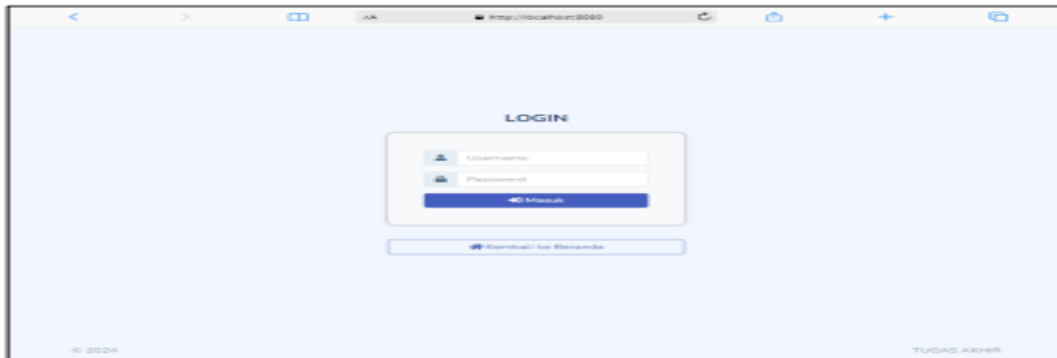 AA http://localhost:8080
LOGIN
Username
Password
Masuk
Kembali ke Beranda
© 2024 TUGAS AKHIR